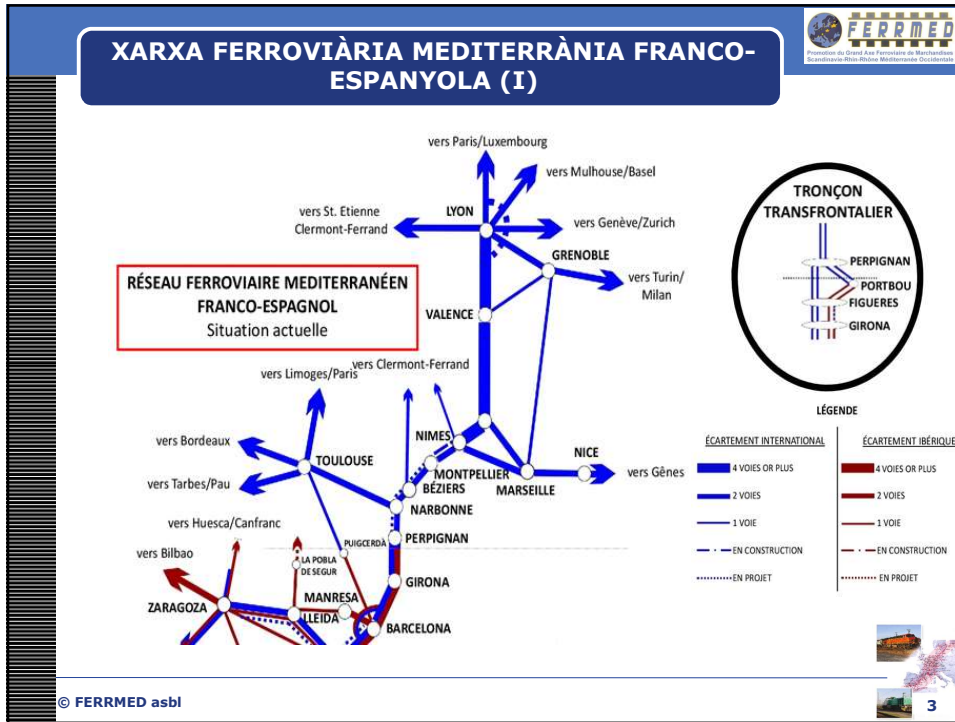 XARXA FERROVIÀRIA MEDITERRÀNIA FRANCO-
ESPANYOLA (I)
FERRMED
Promotion du Grand Axe Ferroviaire de Marchandises
Scandinavie-Rhin-Rhône Méditerranée Occidentale
vers Paris/Luxembourg
vers Mulhouse/Basel
vers St. Etienne
Clermont-Ferrand
LYON
vers Genève/Zurich
GRENOBLE
vers Turin/
Milan
RÉSEAU FERROVIAIRE MEDITERRANÉEN
FRANCO-ESPAGNOL
Situation actuelle
VALENCE
TRONÇON
TRANSFRONTALIER
PERPIGNAN
PORTBOU
FIGUERES
GIRONA
vers Clermont-Ferrand
vers Limoges/Paris
vers Bordeaux
TOULOUSE
vers Tarbes/Pau
NIMES
MONTPELLIER
BÉZIERS
MARSEILLE
NICE
vers Gênes
NARBONNE
vers Huesca/Canfranc
PERPIGNAN
PUIGCERDÀ
vers Bilbao
LA POBLA
DE SEGUR
GIRONA
MANRESA
ZARAGOZA
LLEIDA
BARCELONA
LÉGENDE
ÉCARTEMENT INTERNATIONAL
4 VOIES OR PLUS
2 VOIES
1 VOIE
EN CONSTRUCTION
EN PROJET
ÉCARTEMENT IBÉRIQUE
4 VOIES OR PLUS
2 VOIES
1 VOIE
EN CONSTRUCTION
EN PROJET
© FERRMED asbl
3